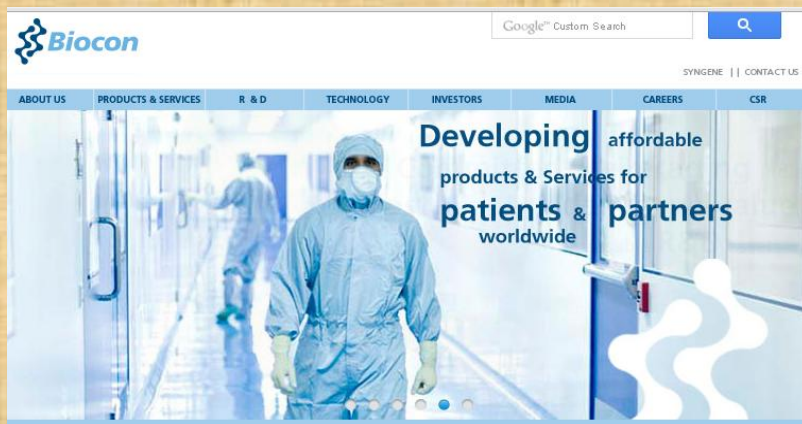 Biocon
Google™ Custom Search
SYNGENE || CONTACT US
ABOUT US PRODUCTS & SERVICES R & D TECHNOLOGY INVESTORS MEDIA CAREERS CSR
Developing affordable
products & Services for
patients & partners
worldwide